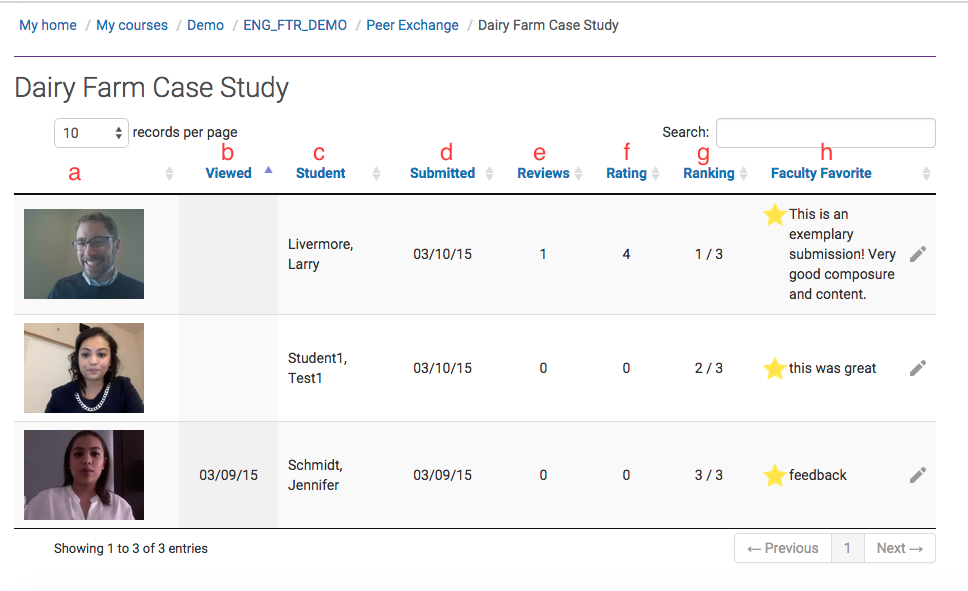 My home / My courses / Demo / ENG_FTR_DEMO / Peer Exchange / Dairy Farm Case Study
Dairy Farm Case Study
10 records per page Search:
a b c d e f g h
Viewed Student Submitted Reviews Rating Ranking Faculty Favorite
Livermore, Larry 03/10/15 1 4 1 / 3 This is an
exemplary
submission! Very
good composure
and content.
Student1, Test1 03/10/15 0 0 2 / 3 this was great
03/09/15 Schmidt, Jennifer 03/09/15 0 0 3 / 3 feedback
Showing 1 to 3 of 3 entries ← Previous 1 Next →